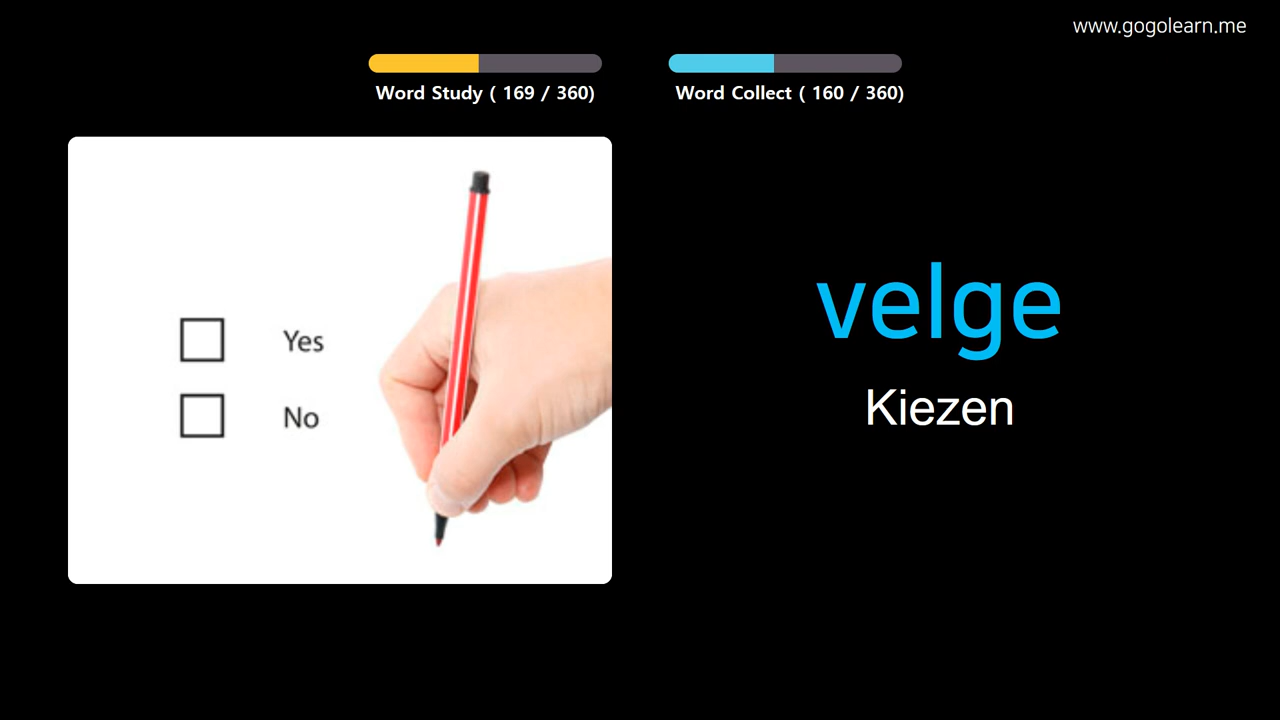 www.gogolearn.me
Word Study ( 169 / 360)
Word Collect ( 160 / 360)
Yes
No
velge
Kiezen